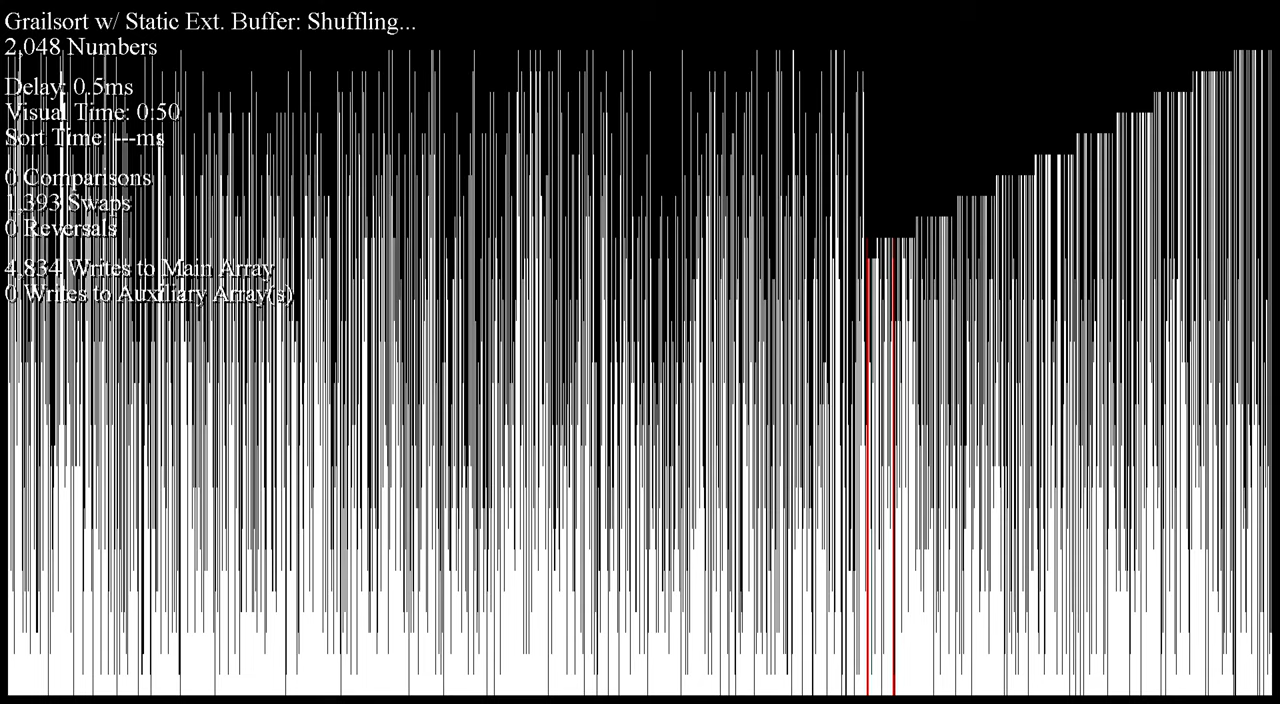 Grailsort w/ Static Ext. Buffer: Shuffling...
2,048 Numbers
Delay: 0.5ms
Visual Time: 0:50
Sort Time: ---ms
0 Comparisons
1,393 Swaps
0 Reversals
4,834 Writes to Main Array
0 Writes to Auxiliary Array(s)